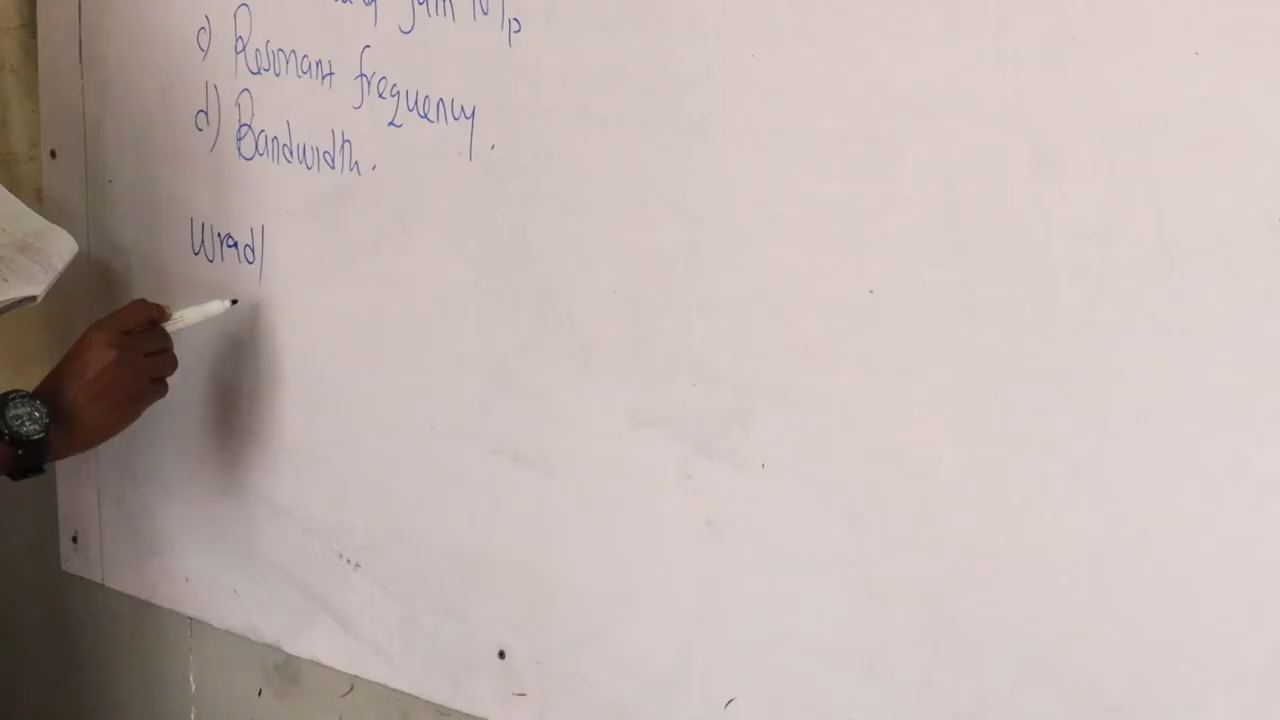 c) Resonant frequency.
d) Bandwidth.
wrad/